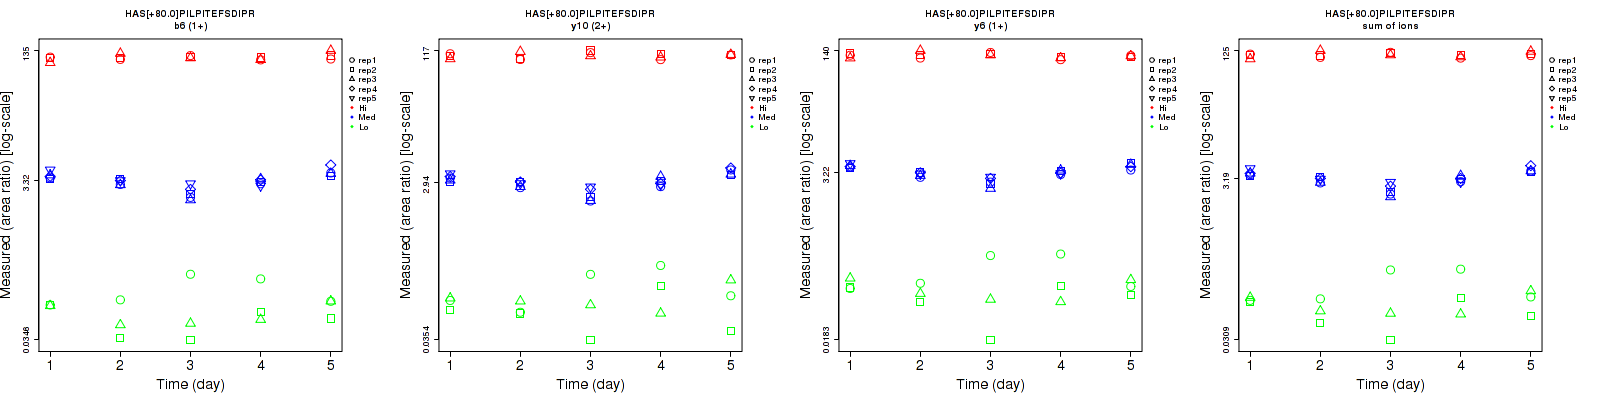 HAS[+80.0]PILPITEFSDIPR
b6 (1+)
Measured (area ratio) [log-scale]
135
3.32
0.0346
1 2 3 4 5
Time (day)
rep1
rep2
rep3
rep4
rep5
Hi
Med
Lo
HAS[+80.0]PILPITEFSDIPR
y10 (2+)
Measured (area ratio) [log-scale]
117
2.94
0.0354
1 2 3 4 5
Time (day)
rep1
rep2
rep3
rep4
rep5
Hi
Med
Lo
HAS[+80.0]PILPITEFSDIPR
y6 (1+)
Measured (area ratio) [log-scale]
140
3.22
0.0183
1 2 3 4 5
Time (day)
rep1
rep2
rep3
rep4
rep5
Hi
Med
Lo
HAS[+80.0]PILPITEFSDIPR
sum of ions
Measured (area ratio) [log-scale]
125
3.19
0.0309
1 2 3 4 5
Time (day)
rep1
rep2
rep3
rep4
rep5
Hi
Med
Lo